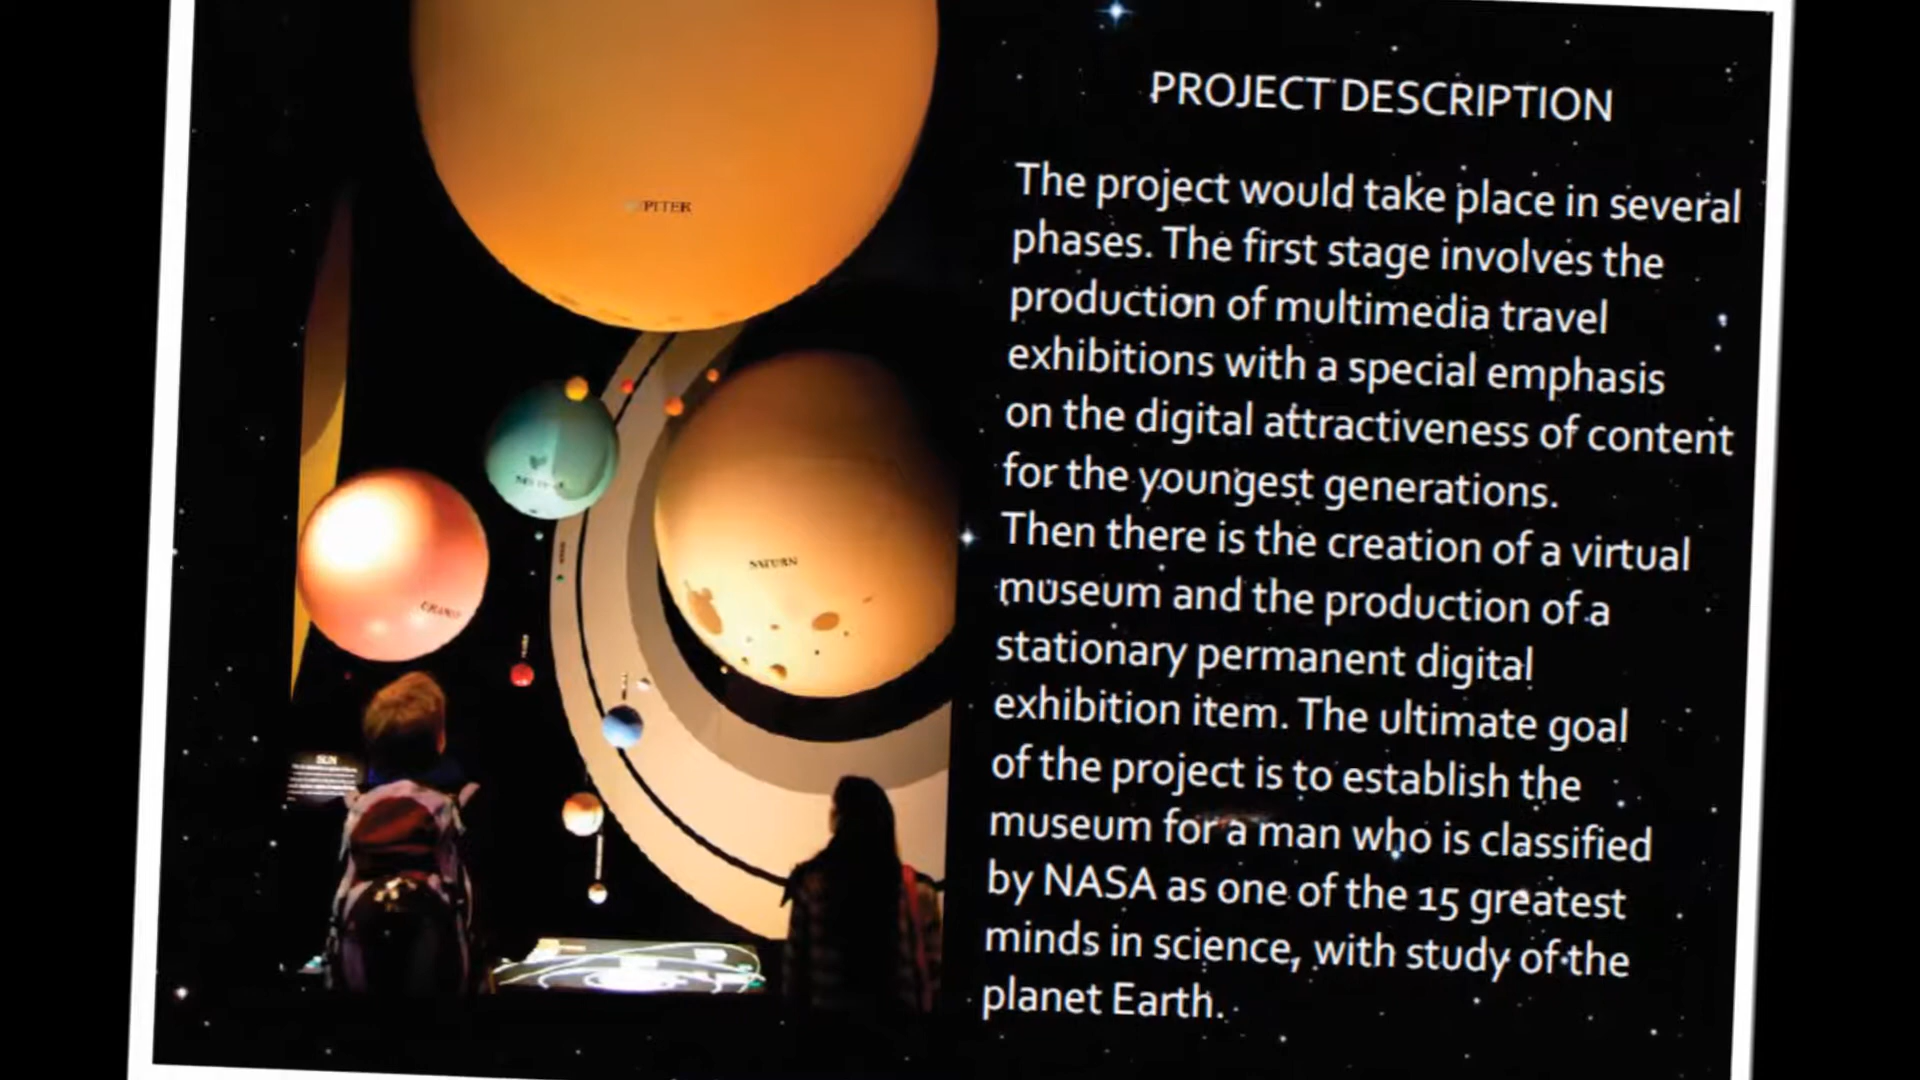 PROJECT DESCRIPTION
The project would take place in several
phases. The first stage involves the
production of multimedia travel
exhibitions with a special emphasis
on the digital attractiveness of content
for the youngest generations.
Then there is the creation of a virtual
museum and the production of a
stationary permanent digital
exhibition item. The ultimate goal
of the project is to establish the
museum for a man who is classified
by NASA as one of the 15 greatest
minds in science, with study of the
planet Earth.
SATURN
SUN